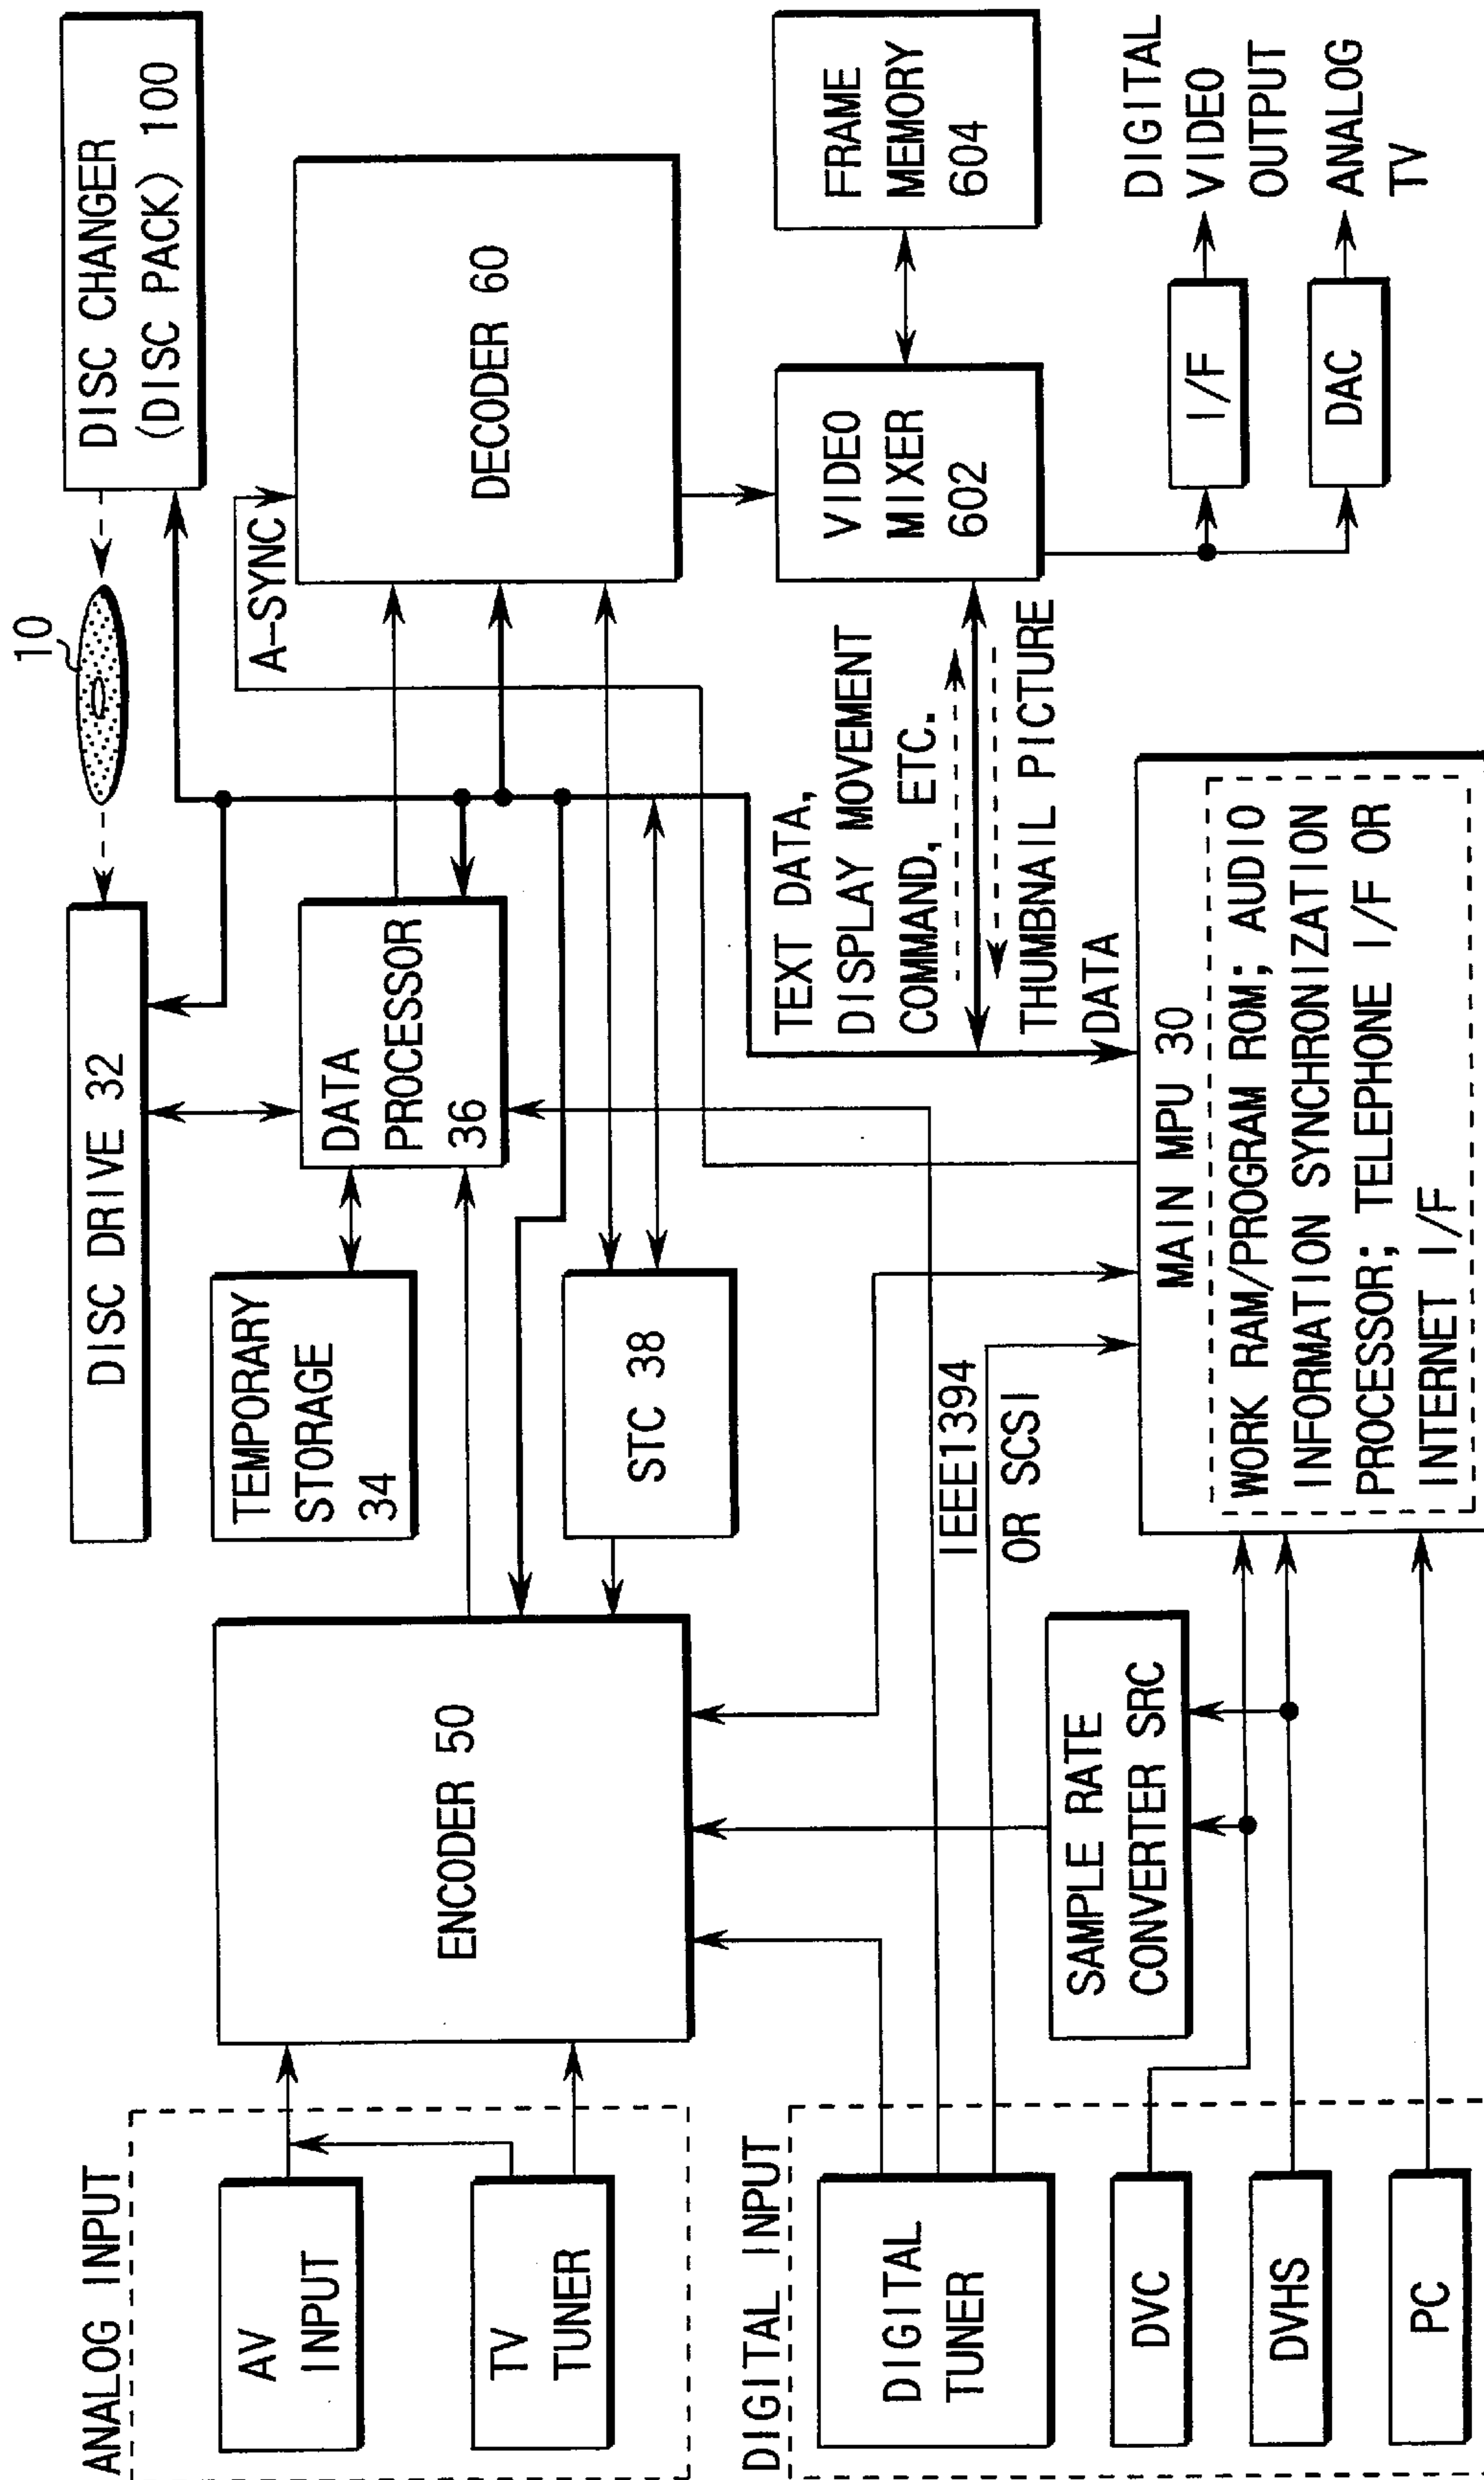 ANALOG INPUT
AV
INPUT
TV
TUNER
DIGITAL INPUT
DIGITAL
TUNER
DVC
DVHS
PC
ENCODER 50
SAMPLE RATE
CONVERTER SRC
IEEE1394
OR SCSI
DISC DRIVE 32
TEMPORARY
STORAGE
34
DATA
PROCESSOR
36
STC 38
MAIN MPU 30
WORK RAM/PROGRAM ROM; AUDIO
INFORMATION SYNCHRONIZATION
PROCESSOR; TELEPHONE I/F OR
INTERNET I/F
10
DISC CHANGER
(DISC PACK) 100
A-SYNC
DECODER 60
TEXT DATA,
DISPLAY MOVEMENT
COMMAND, ETC.
THUMBNAIL PICTURE
DATA
VIDEO
MIXER
602
FRAME
MEMORY
604
I/F
DAC
DIGITAL
VIDEO
OUTPUT
ANALOG
TV